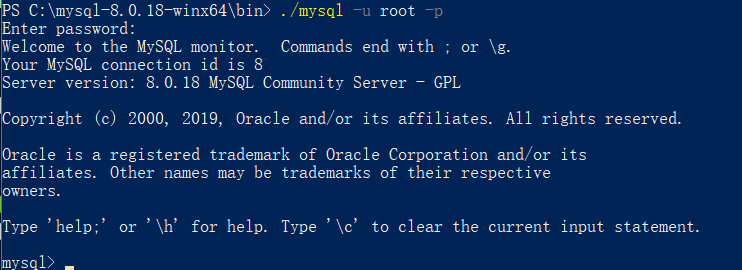 PS C:\mysql-8.0.18-winx64\bin> ./mysql -u root -p
Enter password:
Welcome to the MySQL monitor.  Commands end with ; or \g.
Your MySQL connection id is 8
Server version: 8.0.18 MySQL Community Server - GPL
Copyright (c) 2000, 2019, Oracle and/or its affiliates. All rights reserved.
Oracle is a registered trademark of Oracle Corporation and/or its
affiliates. Other names may be trademarks of their respective
owners.
Type 'help;' or '\h' for help. Type '\c' to clear the current input statement.
mysql>